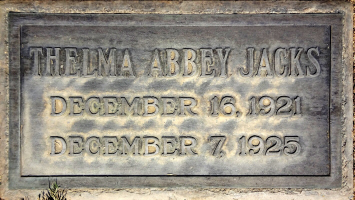 THELMA ABBEY JACKS
DECEMBER 16, 1921
DECEMBER 7, 1925